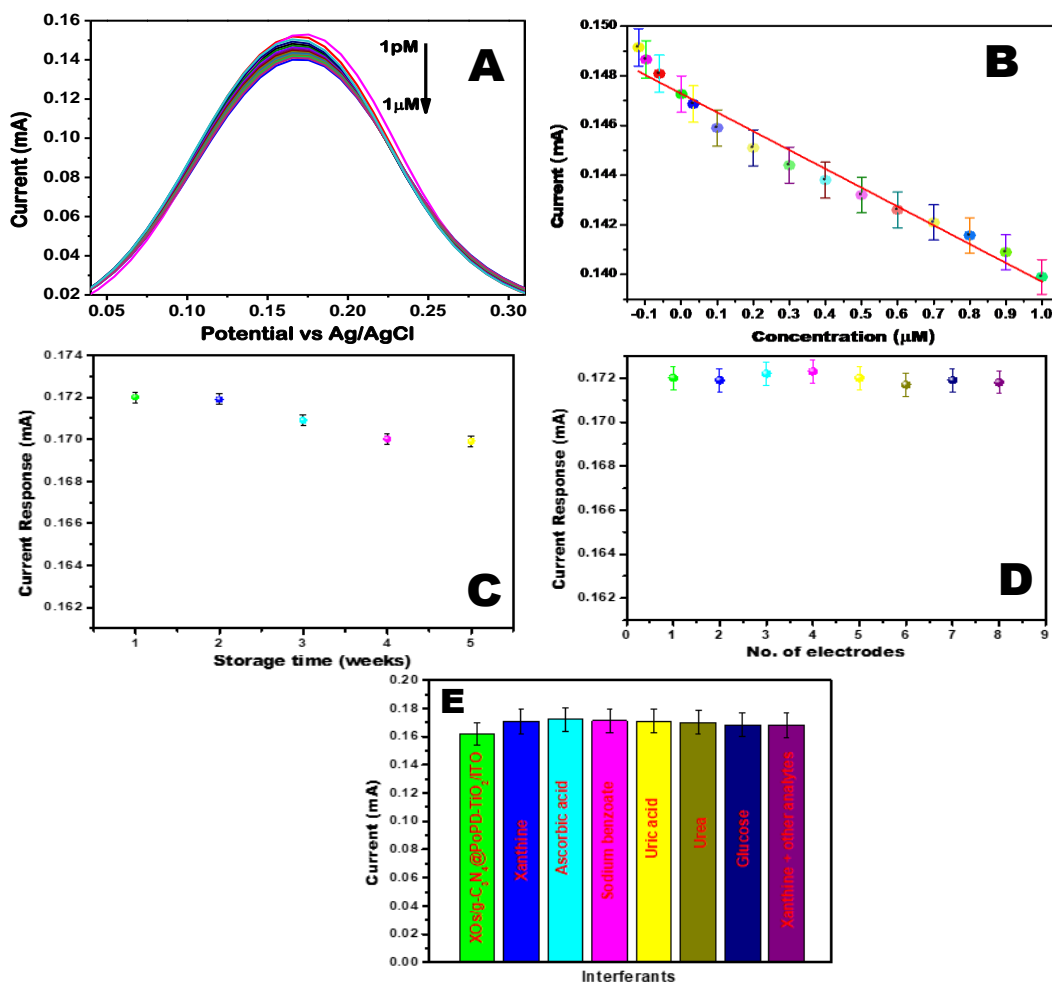 A
1pM
1μM
Current (mA)
0.16
0.14
0.12
0.10
0.08
0.06
0.04
0.02
0.05 0.10 0.15 0.20 0.25 0.30
Potential vs Ag/AgCl
B
Current (mA)
0.150
0.148
0.146
0.144
0.142
0.140
-0.1 0.0 0.1 0.2 0.3 0.4 0.5 0.6 0.7 0.8 0.9 1.0
Concentration (μM)
C
Current Response (mA)
0.174
0.172
0.170
0.168
0.166
0.164
0.162
1 2 3 4 5
Storage time (weeks)
D
Current Response (mA)
0.172
0.170
0.168
0.166
0.164
0.162
0 1 2 3 4 5 6 7 8 9
No. of electrodes
E
Current (mA)
0.20
0.18
0.16
0.14
0.12
0.10
0.08
0.06
0.04
0.02
0.00
XOs/g-C3N4@PoPD-TiO2/ITO
Xanthine
Ascorbic acid
Sodium benzoate
Uric acid
Urea
Glucose
Xanthine + other analytes
Interferants